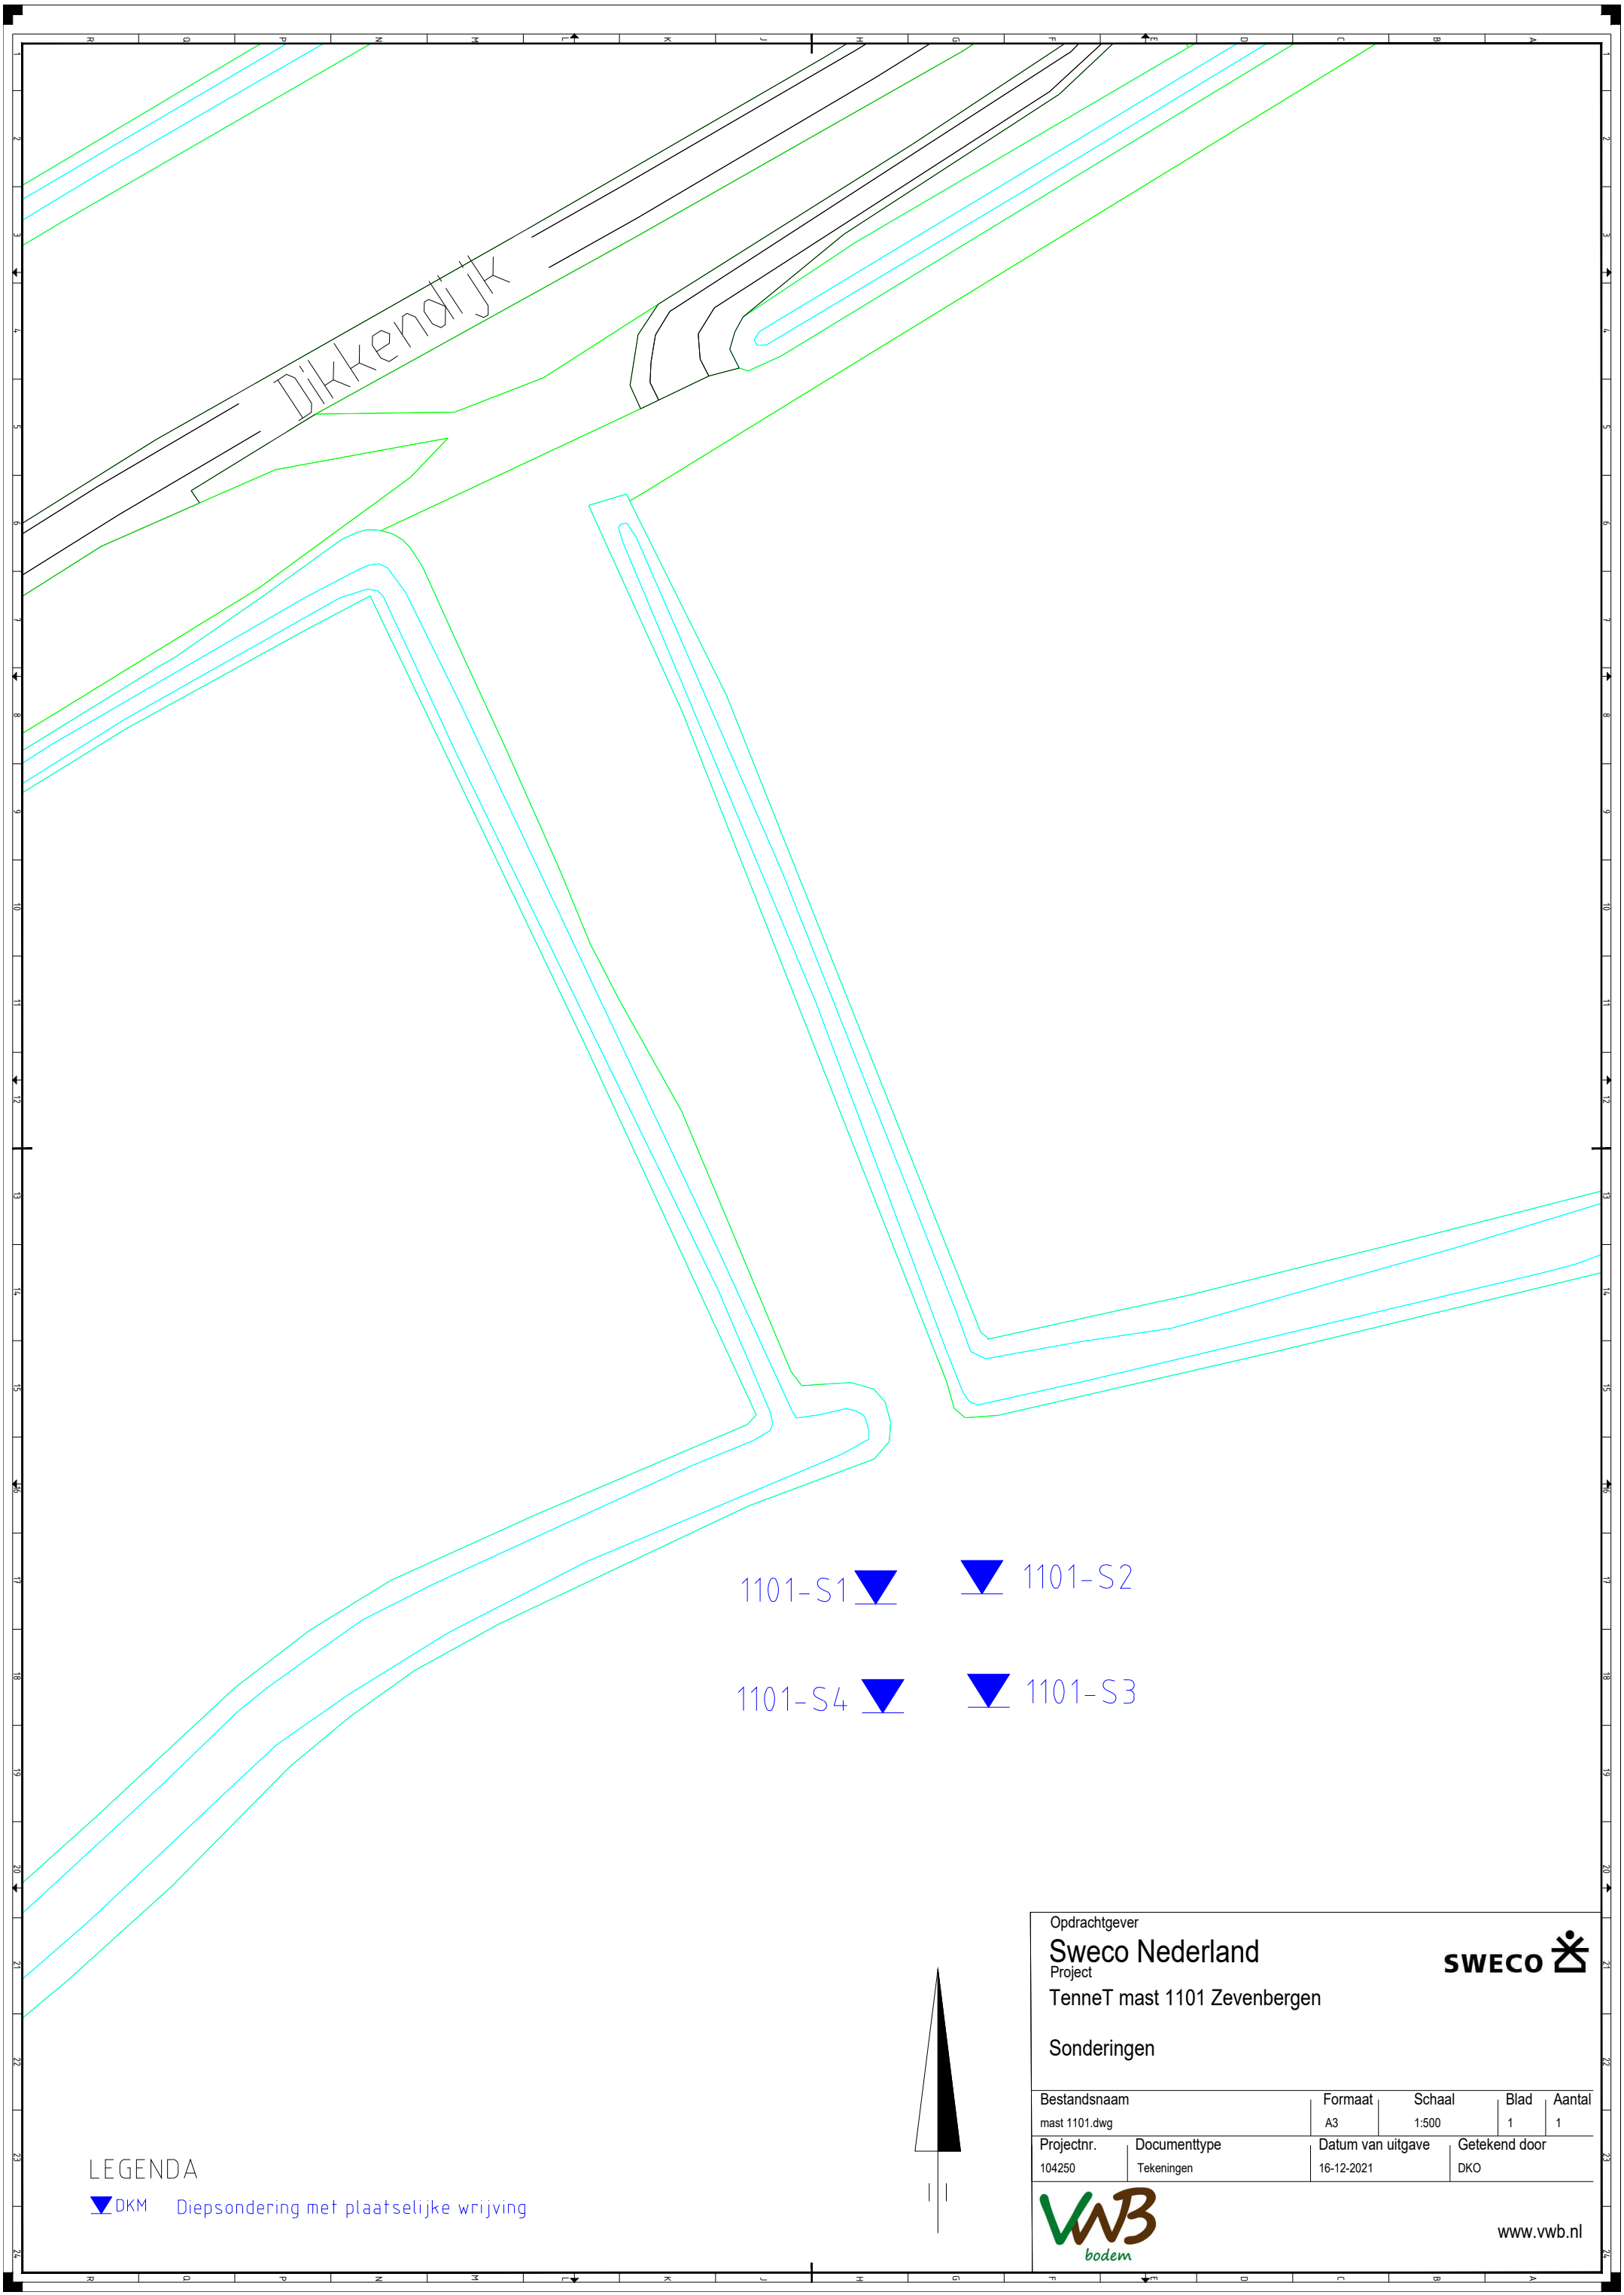 Dikkendijk
1101-S1
1101-S2
1101-S4
1101-S3
LEGENDA
DKM Diepsondering met plaatselijke wrijving
Opdrachtgever
Sweco Nederland
SWECO
Project
TenneT mast 1101 Zevenbergen
Sonderingen
Bestandsnaam Formaat Schaal Blad Aantal
mast 1101.dwg A3 1:500 1 1
Projectnr. Documenttype Datum van uitgave Getekend door
104250 Tekeningen 16-12-2021 DKO
VWB
bodem
www.vwb.nl